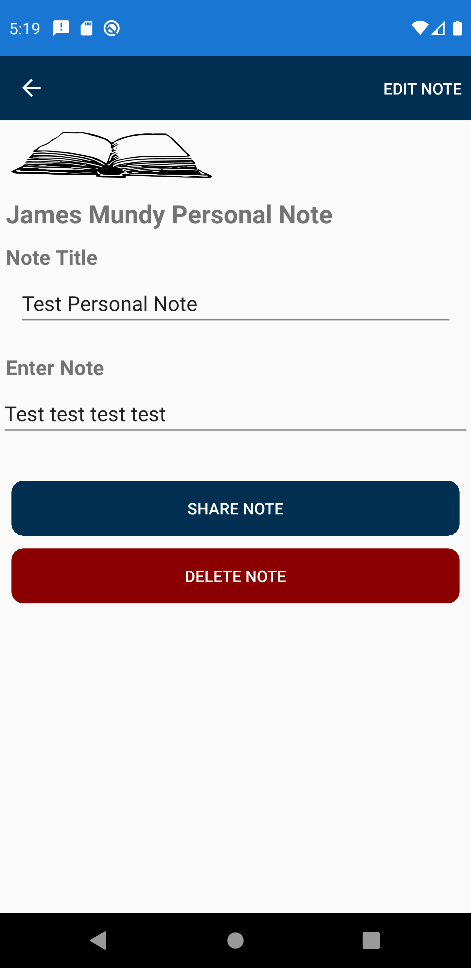 5:19
EDIT NOTE
James Mundy Personal Note
Note Title
Test Personal Note
Enter Note
Test test test test
SHARE NOTE
DELETE NOTE